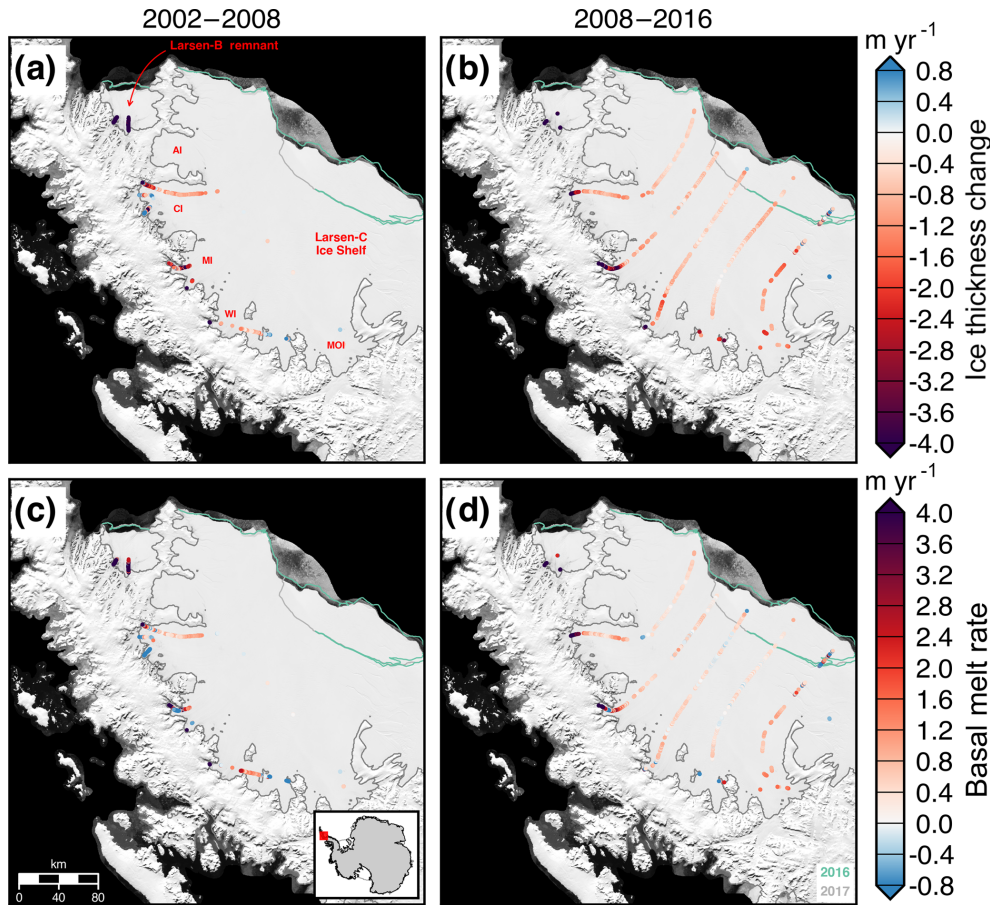 2002−2008
2008−2016
(a)
Larsen-B remnant
AI
CI
MI
WI
MOI
Larsen-C
Ice Shelf
(b)
m yr-1
0.8
0.4
0.0
-0.4
-0.8
-1.2
-1.6
-2.0
-2.4
-2.8
-3.2
-3.6
-4.0
Ice thickness change
(c)
km
0 20 40 60 80
(d)
2016
2017
m yr-1
4.0
3.6
3.2
2.8
2.4
2.0
1.6
1.2
0.8
0.4
0.0
-0.4
-0.8
Basal melt rate